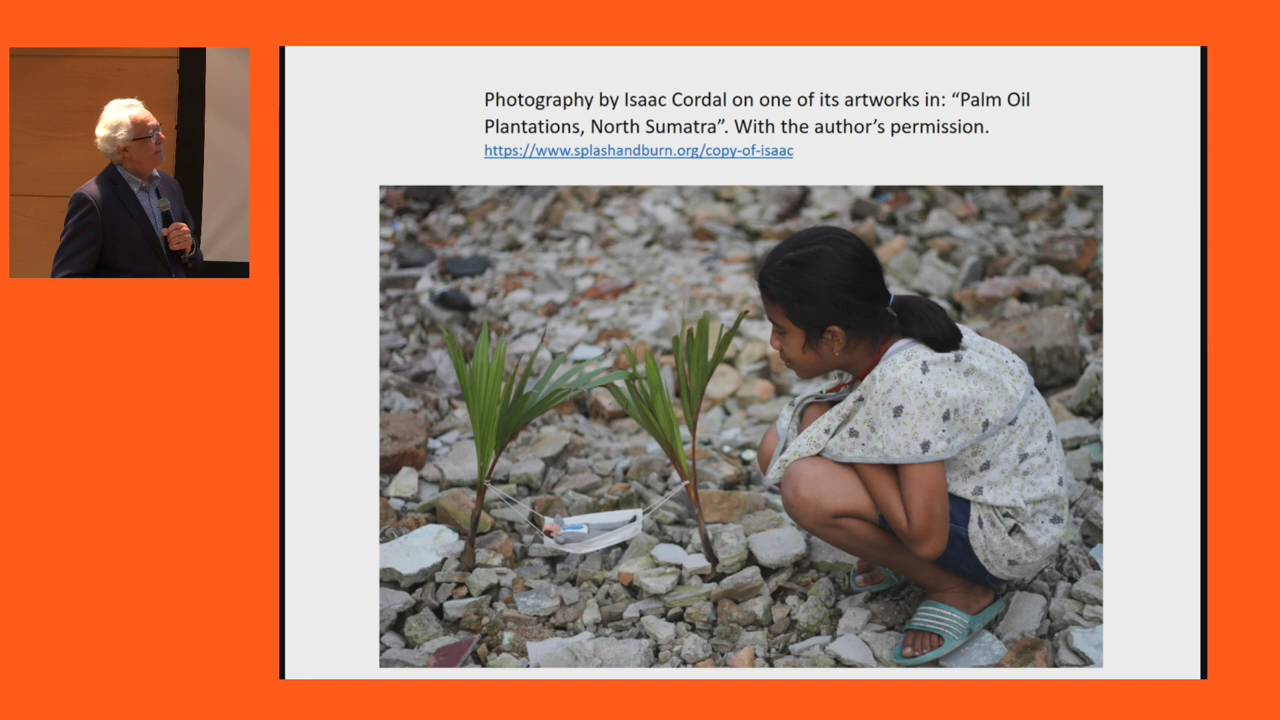 Photography by Isaac Cordal on one of its artworks in: “Palm Oil
Plantations, North Sumatra”. With the author’s permission.
https://www.splashandburn.org/copy-of-isaac